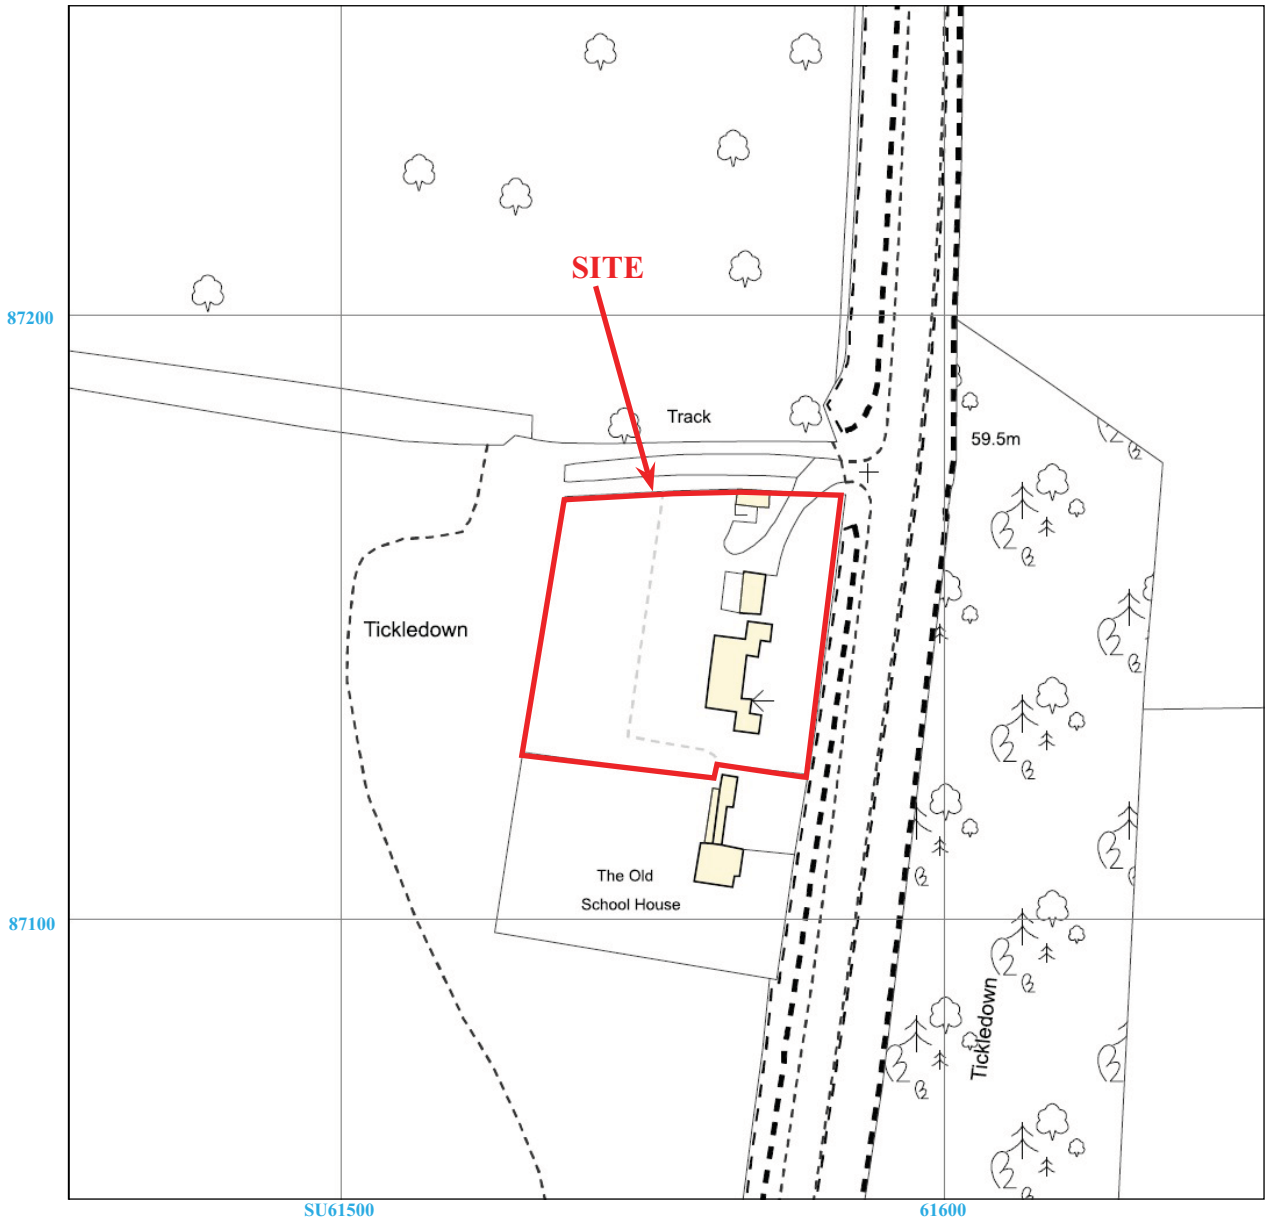 SITE
87200
Track
59.5m
Tickledown
The Old
School House
87100
Tickledown
SU61500
61600